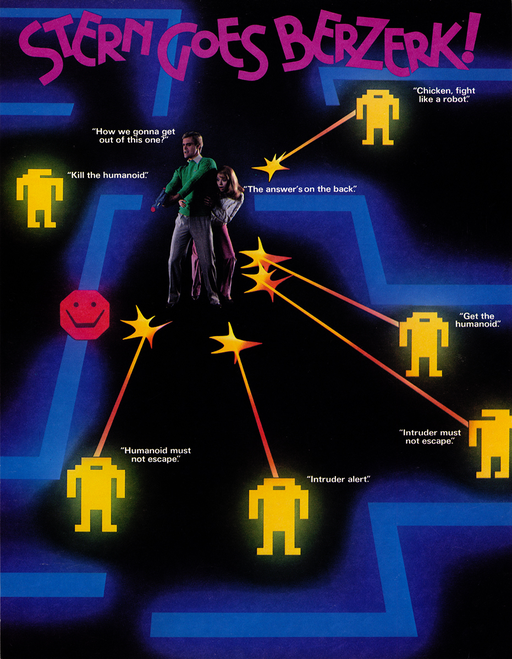 STERN GOES BERZERK!
"Chicken, fight
like a robot."
"How we gonna get
out of this one?"
"Kill the humanoid."
"The answer's on the back."
"Get the
humanoid."
"Intruder must
not escape."
"Humanoid must
not escape."
"Intruder alert."